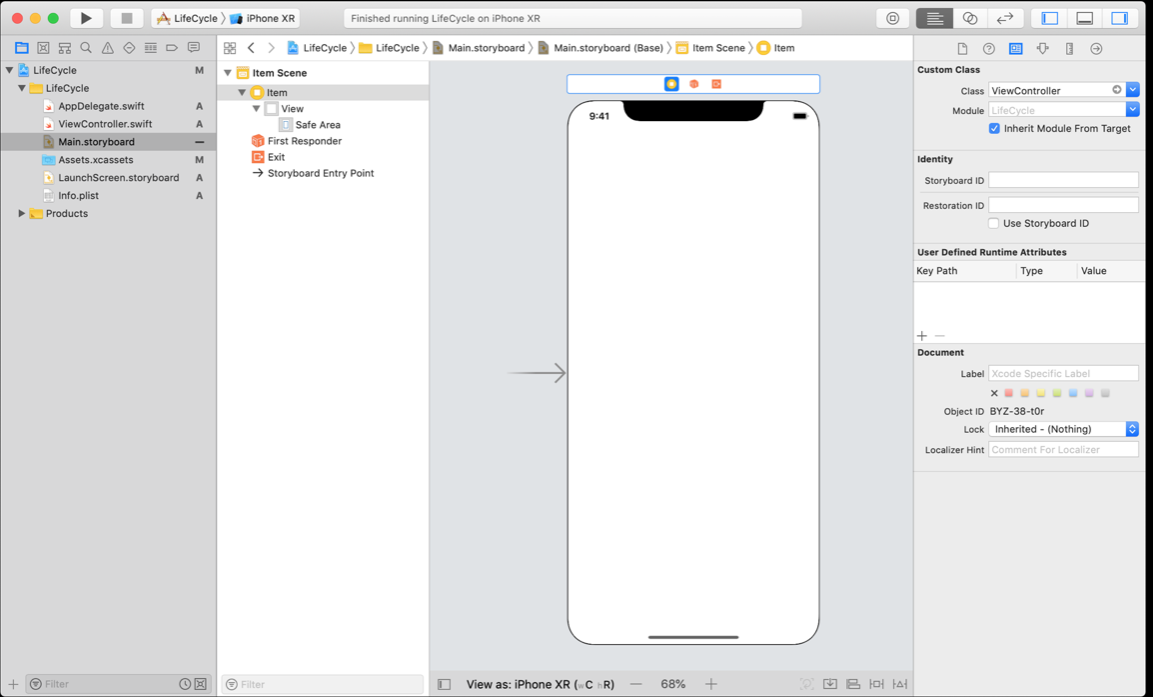 LifeCycle
iPhone XR
Finished running LifeCycle on iPhone XR
LifeCycle
LifeCycle
Main.storyboard
Main.storyboard (Base)
Item Scene
Item
LifeCycle M
LifeCycle
AppDelegate.swift A
ViewController.swift A
Main.storyboard
Assets.xcassets M
LaunchScreen.storyboard A
Info.plist A
Products
Filter
Item Scene
Item
View
Safe Area
First Responder
Exit
Storyboard Entry Point
Filter
9:41
View as: iPhone XR (wC hR)
68%
Custom Class
Class ViewController
Module LifeCycle
Inherit Module From Target
Identity
Storyboard ID
Restoration ID
Use Storyboard ID
User Defined Runtime Attributes
Key Path Type Value
Document
Label Xcode Specific Label
Object ID BYZ-38-t0r
Lock Inherited - (Nothing)
Localizer Hint Comment For Localizer